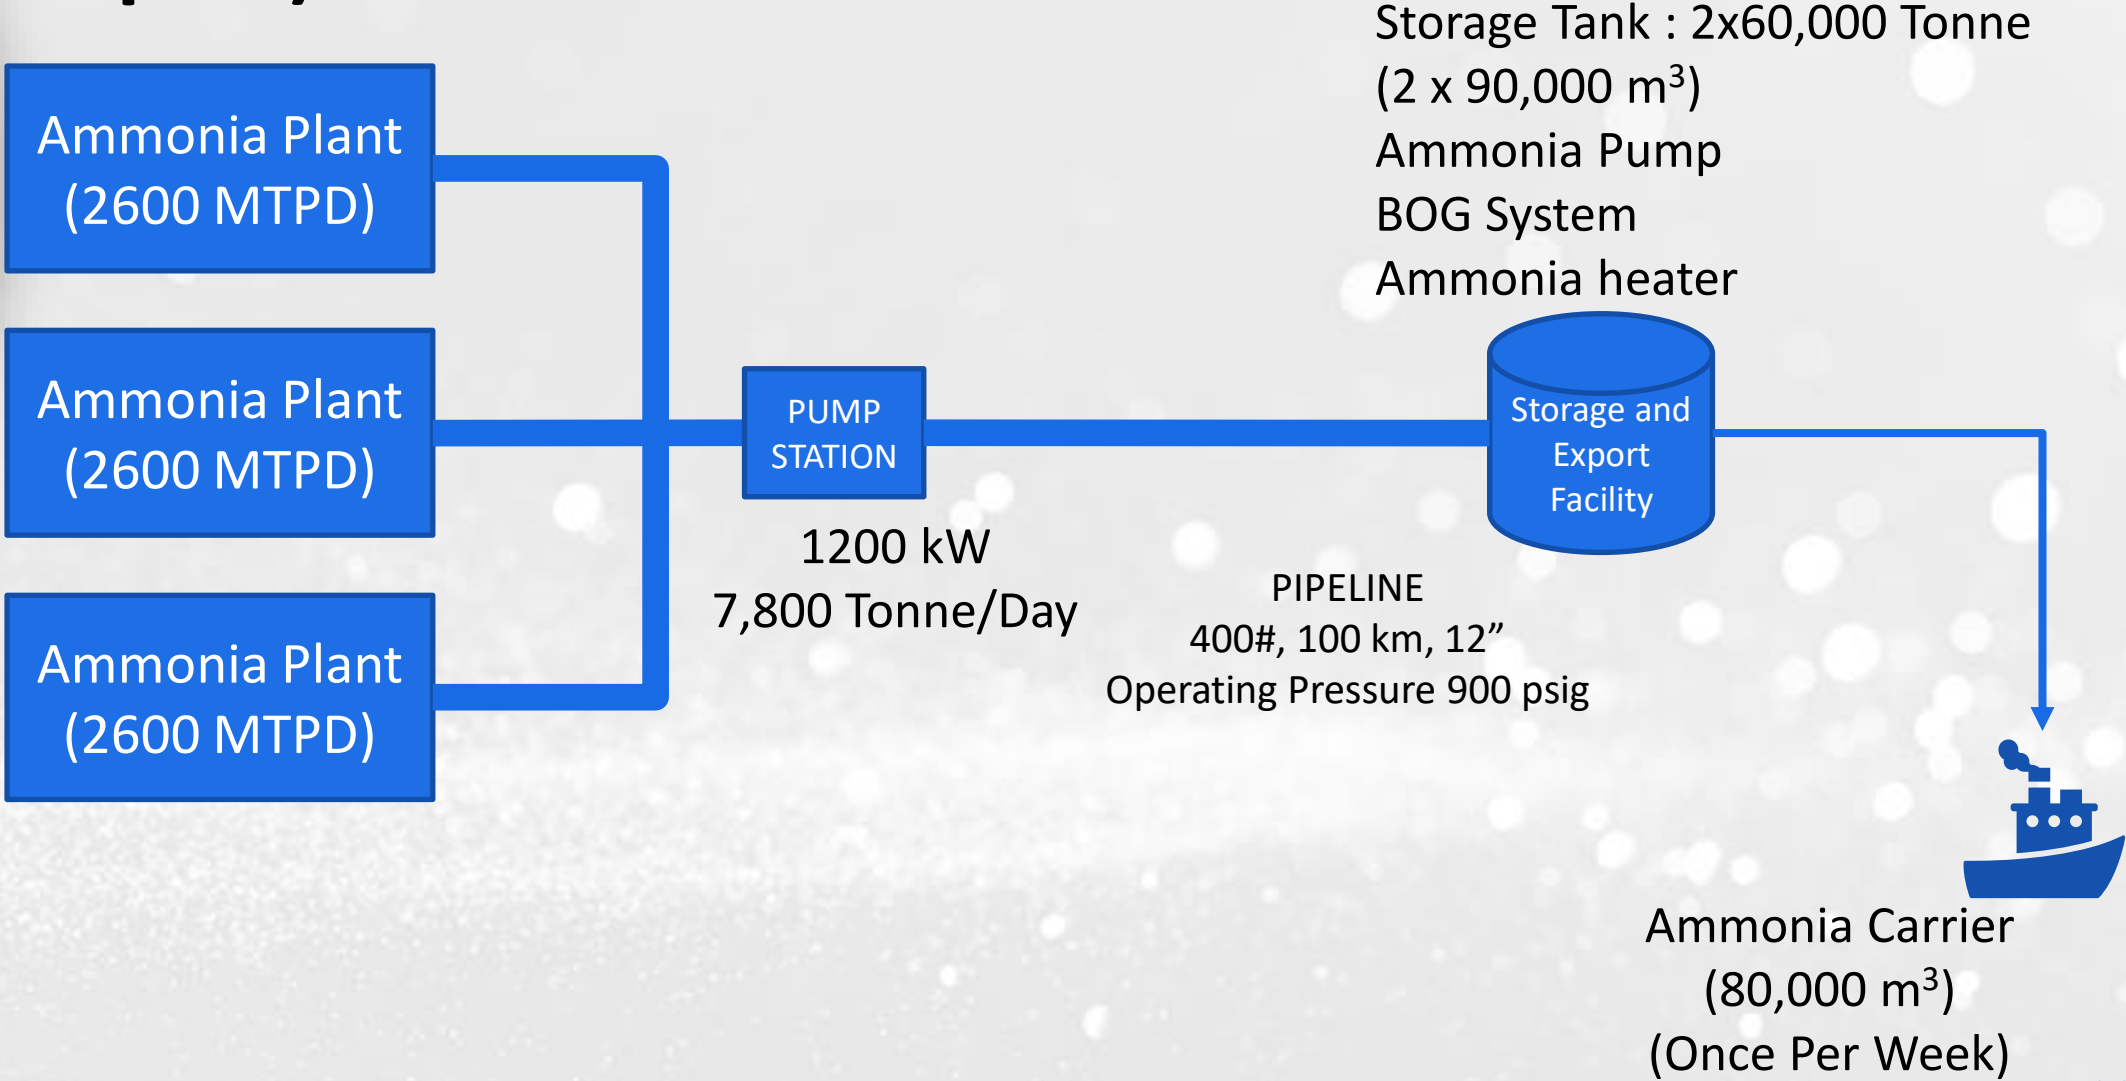 Storage Tank : 2x60,000 Tonne
(2 x 90,000 m³)
Ammonia Pump
BOG System
Ammonia heater
Ammonia Plant
(2600 MTPD)
Ammonia Plant
(2600 MTPD)
Ammonia Plant
(2600 MTPD)
PUMP
STATION
1200 kW
7,800 Tonne/Day
PIPELINE
400#, 100 km, 12”
Operating Pressure 900 psig
Storage and
Export
Facility
Ammonia Carrier
(80,000 m³)
(Once Per Week)